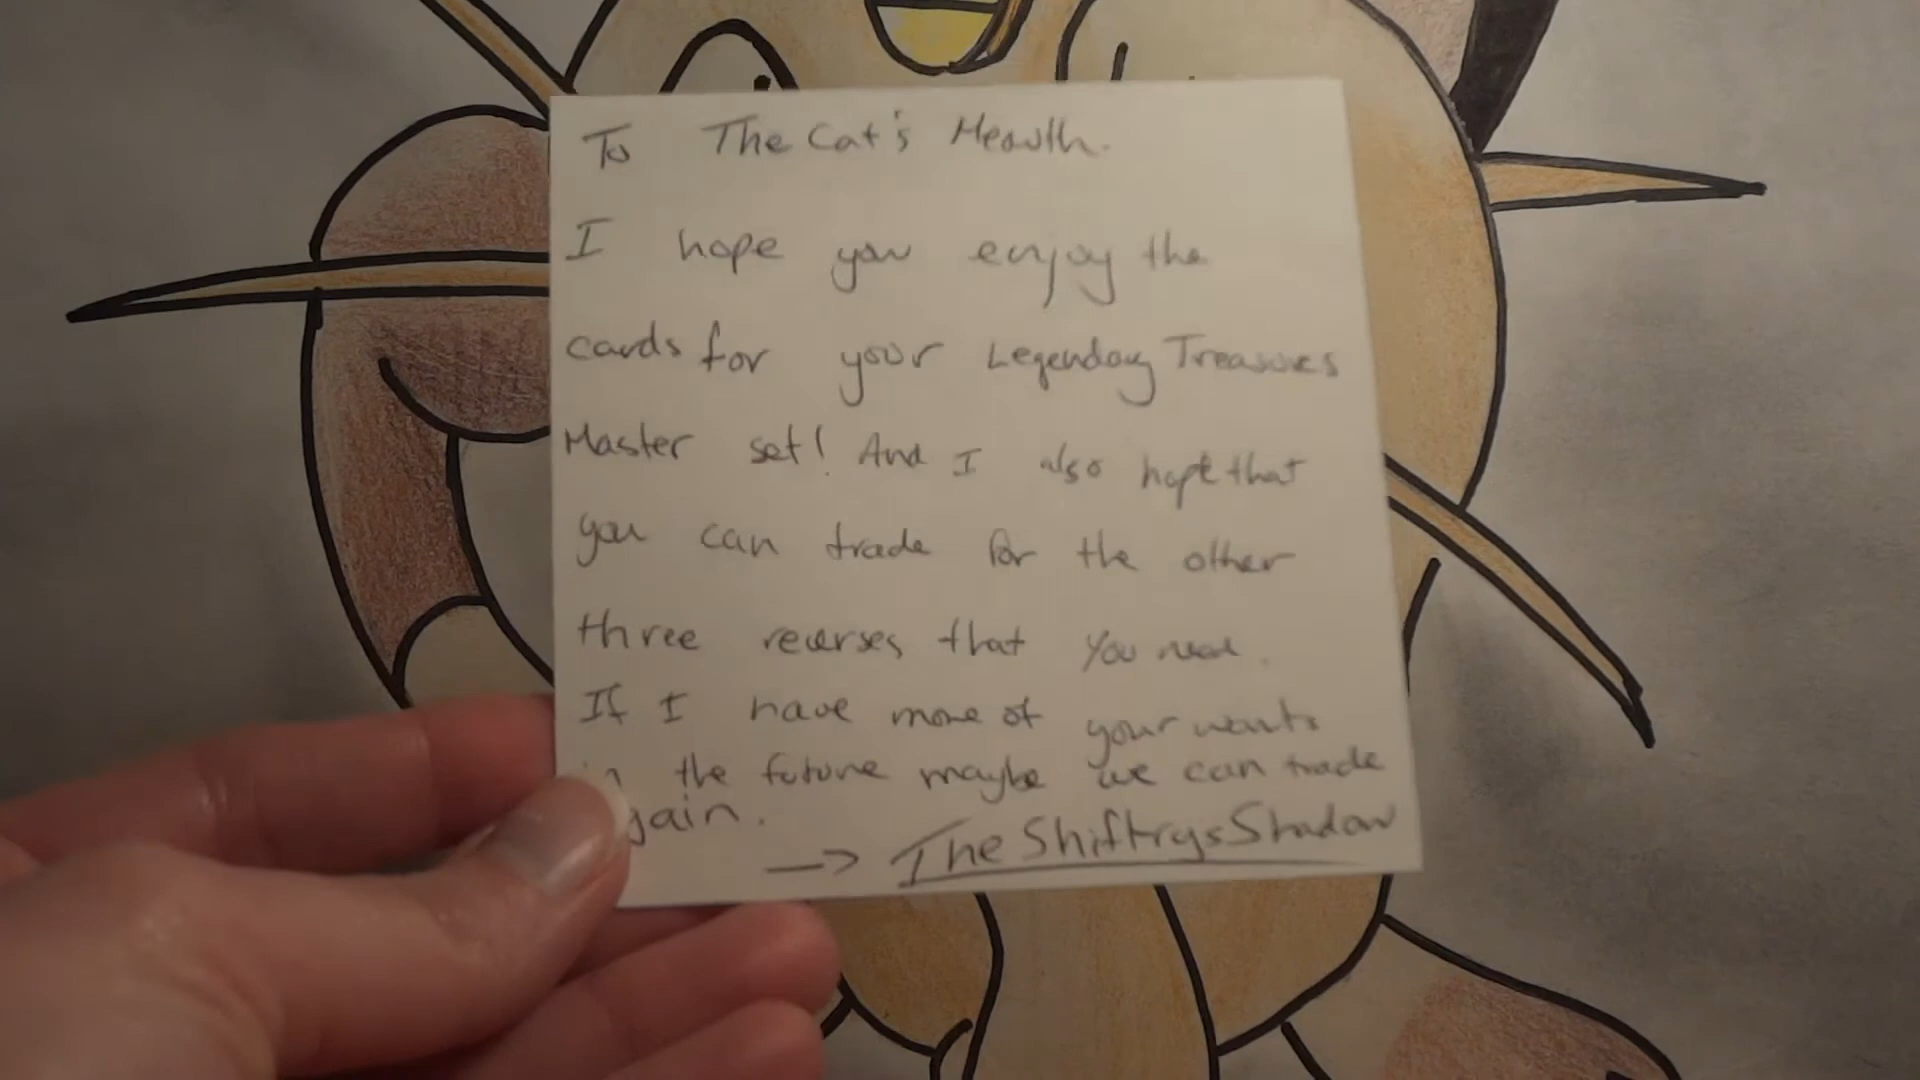 To The Cat's Meowth.
I hope you enjoy the
cards for your Legendary Treasures
Master set! And I also hope that
you can trade for the other
three reverses that you need.
If I have more of your wants
in the future maybe we can trade
gain.
→ TheShiftrysShadow